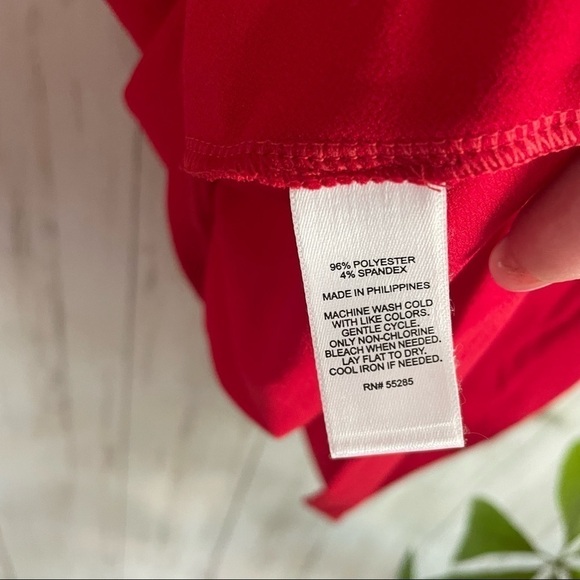 96% POLYESTER
4% SPANDEX
MADE IN PHILIPPINES
MACHINE WASH COLD
WITH LIKE COLORS.
GENTLE CYCLE.
ONLY NON-CHLORINE
BLEACH WHEN NEEDED.
LAY FLAT TO DRY.
COOL IRON IF NEEDED.
RN# 55285